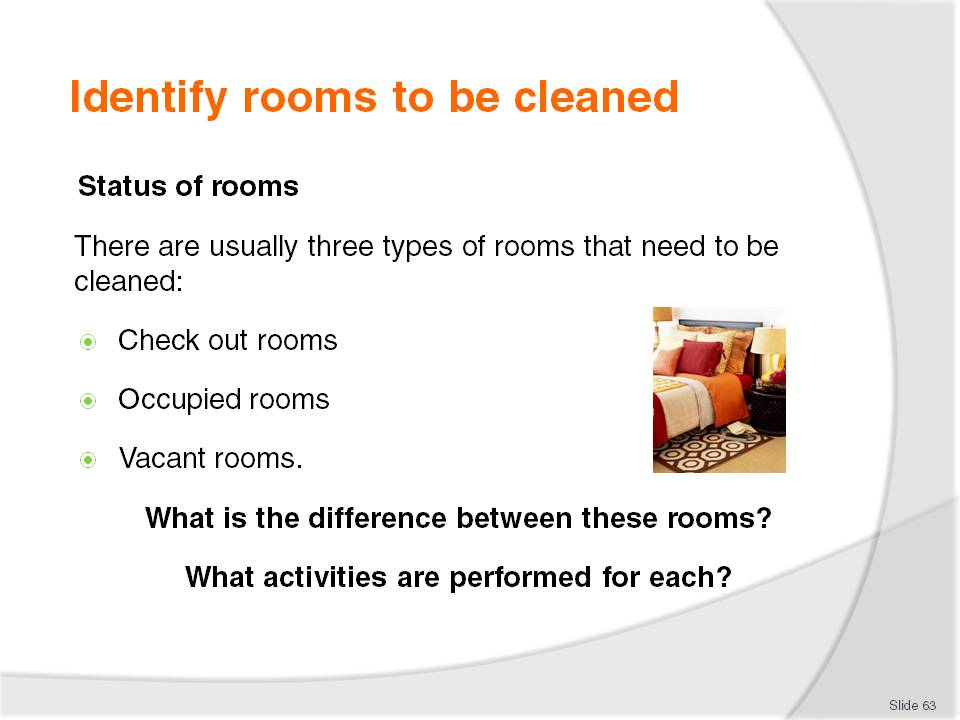 Identify rooms to be cleaned
Status of rooms
There are usually three types of rooms that need to be
cleaned:
Check out rooms
Occupied rooms
Vacant rooms.
What is the difference between these rooms?
What activities are performed for each?
Slide 63